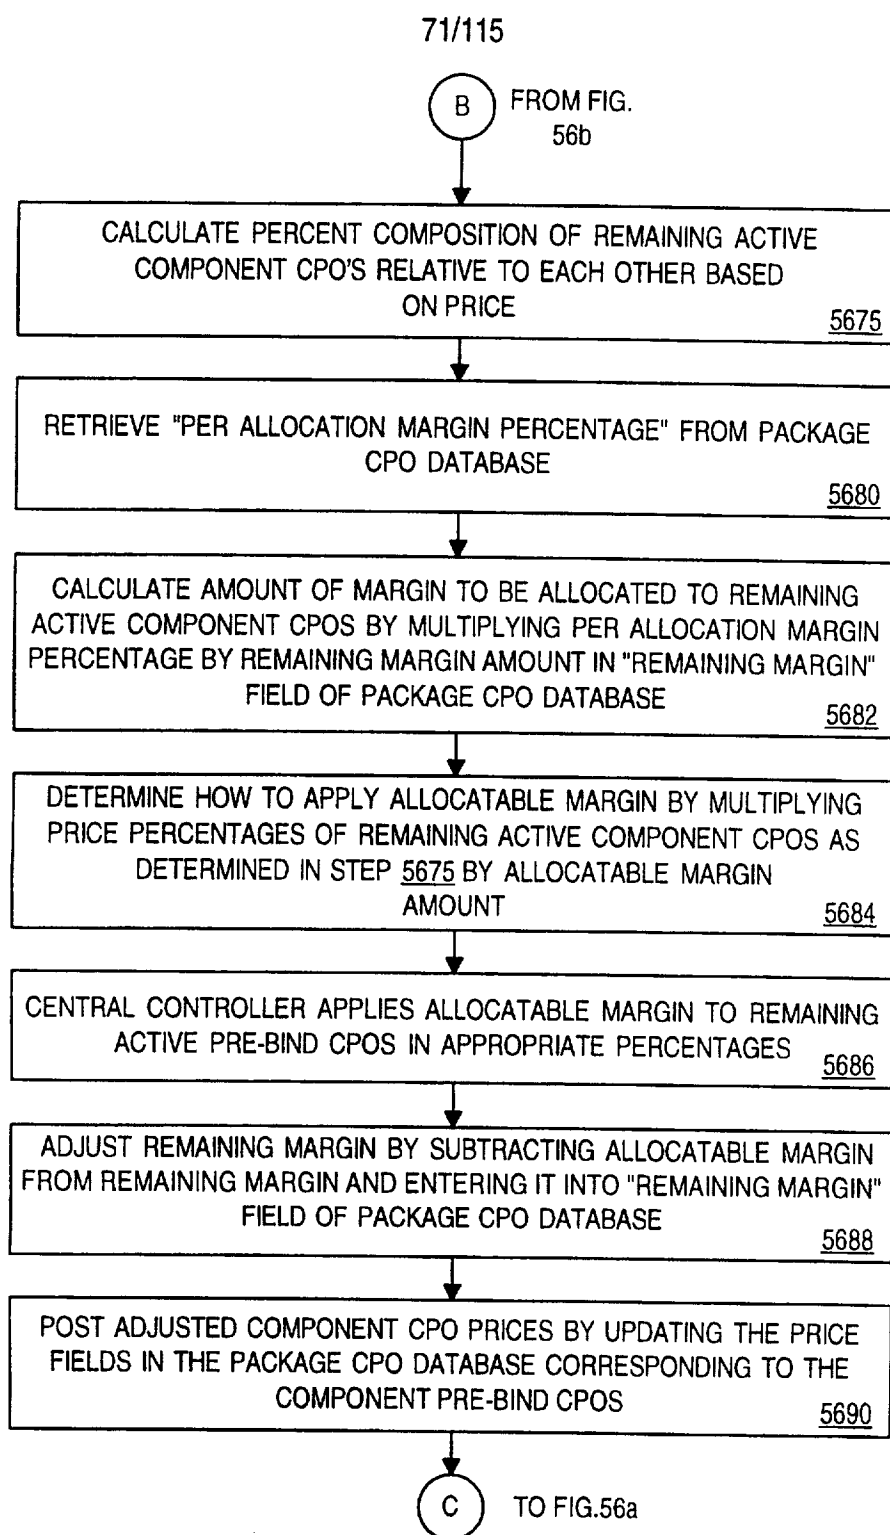 71/115
B
FROM FIG.
56b
CALCULATE PERCENT COMPOSITION OF REMAINING ACTIVE
COMPONENT CPO'S RELATIVE TO EACH OTHER BASED
ON PRICE
5675
RETRIEVE "PER ALLOCATION MARGIN PERCENTAGE" FROM PACKAGE
CPO DATABASE
5680
CALCULATE AMOUNT OF MARGIN TO BE ALLOCATED TO REMAINING
ACTIVE COMPONENT CPOS BY MULTIPLYING PER ALLOCATION MARGIN
PERCENTAGE BY REMAINING MARGIN AMOUNT IN "REMAINING MARGIN"
FIELD OF PACKAGE CPO DATABASE
5682
DETERMINE HOW TO APPLY ALLOCATABLE MARGIN BY MULTIPLYING
PRICE PERCENTAGES OF REMAINING ACTIVE COMPONENT CPOS AS
DETERMINED IN STEP 5675 BY ALLOCATABLE MARGIN
AMOUNT
5684
CENTRAL CONTROLLER APPLIES ALLOCATABLE MARGIN TO REMAINING
ACTIVE PRE-BIND CPOS IN APPROPRIATE PERCENTAGES
5686
ADJUST REMAINING MARGIN BY SUBTRACTING ALLOCATABLE MARGIN
FROM REMAINING MARGIN AND ENTERING IT INTO "REMAINING MARGIN"
FIELD OF PACKAGE CPO DATABASE
5688
POST ADJUSTED COMPONENT CPO PRICES BY UPDATING THE PRICE
FIELDS IN THE PACKAGE CPO DATABASE CORRESPONDING TO THE
COMPONENT PRE-BIND CPOS
5690
C
TO FIG.56a